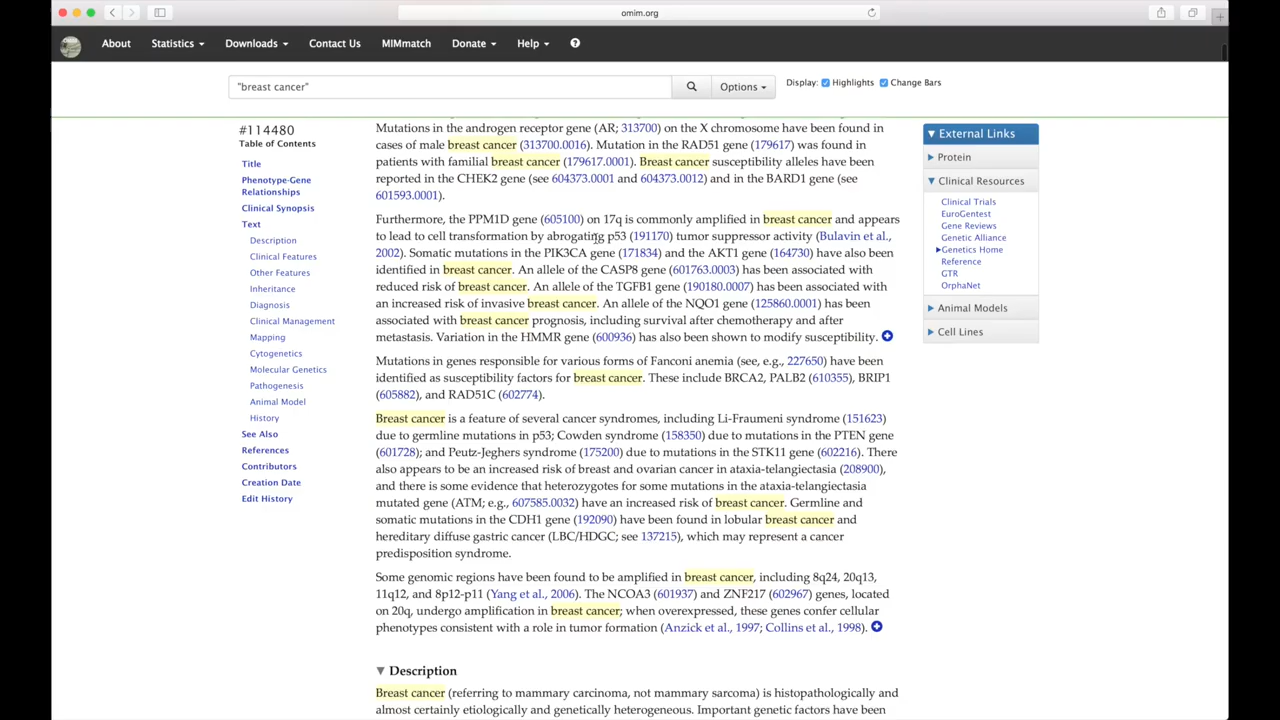 omim.org
About Statistics Downloads Contact Us MIMmatch Donate Help ?
"breast cancer" Options Display: Highlights Change Bars
#114480
Table of Contents
Title
Phenotype-Gene
Relationships
Clinical Synopsis
Text
Description
Clinical Features
Other Features
Inheritance
Diagnosis
Clinical Management
Mapping
Cytogenetics
Molecular Genetics
Pathogenesis
Animal Model
History
See Also
References
Contributors
Creation Date
Edit History
Mutations in the androgen receptor gene (AR; 313700) on the X chromosome have been found in
cases of male breast cancer (313700.0016). Mutation in the RAD51 gene (179617) was found in
patients with familial breast cancer (179617.0001). Breast cancer susceptibility alleles have been
reported in the CHEK2 gene (see 604373.0001 and 604373.0012) and in the BARD1 gene (see
601593.0001).
Furthermore, the PPM1D gene (605100) on 17q is commonly amplified in breast cancer and appears
to lead to cell transformation by abrogating p53 (191170) tumor suppressor activity (Bulavin et al.,
2002). Somatic mutations in the PIK3CA gene (171834) and the AKT1 gene (164730) have also been
identified in breast cancer. An allele of the CASP8 gene (601763.0003) has been associated with
reduced risk of breast cancer. An allele of the TGFB1 gene (190180.0007) has been associated with
an increased risk of invasive breast cancer. An allele of the NQO1 gene (125860.0001) has been
associated with breast cancer prognosis, including survival after chemotherapy and after
metastasis. Variation in the HMMR gene (600936) has also been shown to modify susceptibility.
Mutations in genes responsible for various forms of Fanconi anemia (see, e.g., 227650) have been
identified as susceptibility factors for breast cancer. These include BRCA2, PALB2 (610355), BRIP1
(605882), and RAD51C (602774).
Breast cancer is a feature of several cancer syndromes, including Li-Fraumeni syndrome (151623)
due to germline mutations in p53; Cowden syndrome (158350) due to mutations in the PTEN gene
(601728); and Peutz-Jeghers syndrome (175200) due to mutations in the STK11 gene (602216). There
also appears to be an increased risk of breast and ovarian cancer in ataxia-telangiectasia (208900),
and there is some evidence that heterozygotes for some mutations in the ataxia-telangiectasia
mutated gene (ATM; e.g., 607585.0032) have an increased risk of breast cancer. Germline and
somatic mutations in the CDH1 gene (192090) have been found in lobular breast cancer and
hereditary diffuse gastric cancer (LBC/HDGC; see 137215), which may represent a cancer
predisposition syndrome.
Some genomic regions have been found to be amplified in breast cancer, including 8q24, 20q13,
11q12, and 8p12-p11 (Yang et al., 2006). The NCOA3 (601937) and ZNF217 (602967) genes, located
on 20q, undergo amplification in breast cancer; when overexpressed, these genes confer cellular
phenotypes consistent with a role in tumor formation (Anzick et al., 1997; Collins et al., 1998).
Description
Breast cancer (referring to mammary carcinoma, not mammary sarcoma) is histopathologically and
almost certainly etiologically and genetically heterogeneous. Important genetic factors have been
External Links
Protein
Clinical Resources
Clinical Trials
EuroGentest
Gene Reviews
Genetic Alliance
Genetics Home
Reference
GTR
OrphaNet
Animal Models
Cell Lines